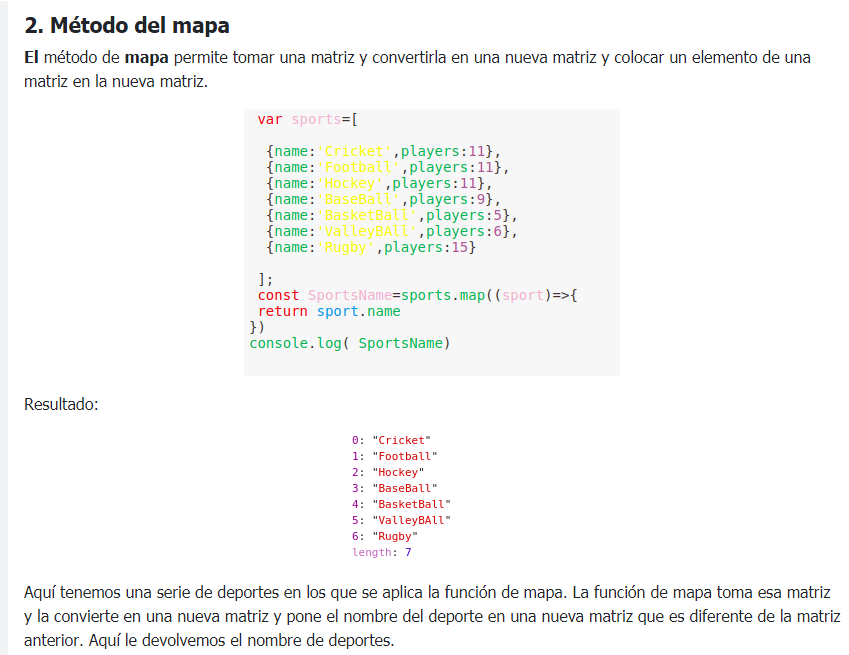 2. Método del mapa
El método de mapa permite tomar una matriz y convertirla en una nueva matriz y colocar un elemento de una
matriz en la nueva matriz.
var sports=[
{name:'Cricket',players:11},
{name:'Football',players:11},
{name:'Hockey',players:11},
{name:'BaseBall',players:9},
{name:'BasketBall',players:5},
{name:'ValleyBAll',players:6},
{name:'Rugby',players:15}
];
const SportsName=sports.map((sport)=>{
return sport.name
})
console.log( SportsName)
Resultado:
0: "Cricket"
1: "Football"
2: "Hockey"
3: "BaseBall"
4: "BasketBall"
5: "ValleyBAll"
6: "Rugby"
length: 7
Aquí tenemos una serie de deportes en los que se aplica la función de mapa. La función de mapa toma esa matriz
y la convierte en una nueva matriz y pone el nombre del deporte en una nueva matriz que es diferente de la matriz
anterior. Aquí le devolvemos el nombre de deportes.